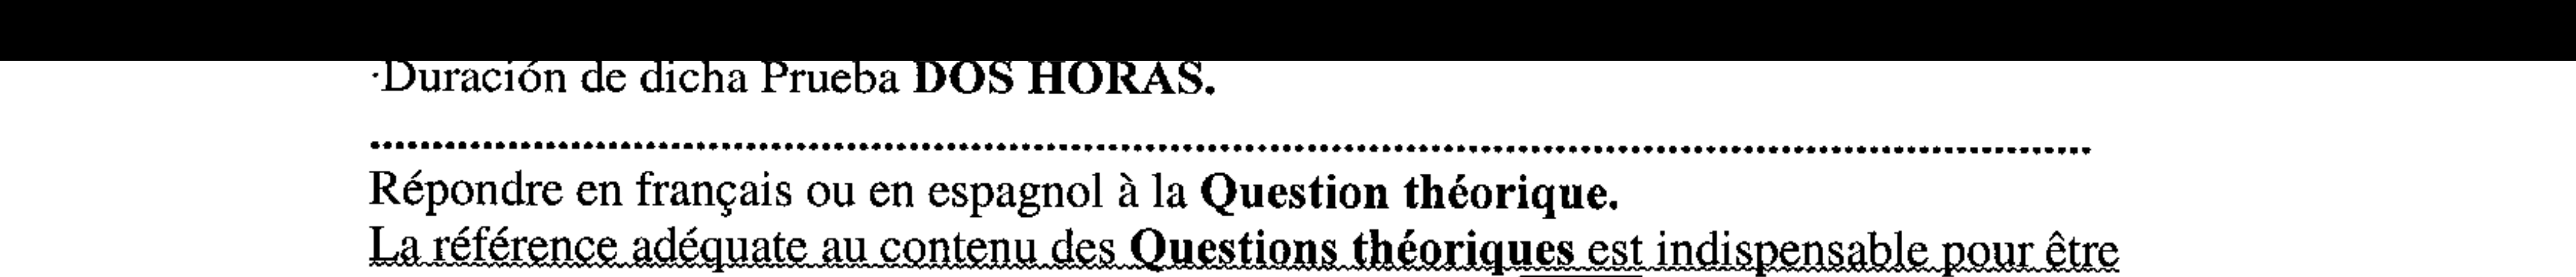 ·Duración de dicha Prueba DOS HORAS.
Répondre en français ou en espagnol à la Question théorique.
La référence adéquate au contenu des Questions théoriques est indispensable pour être